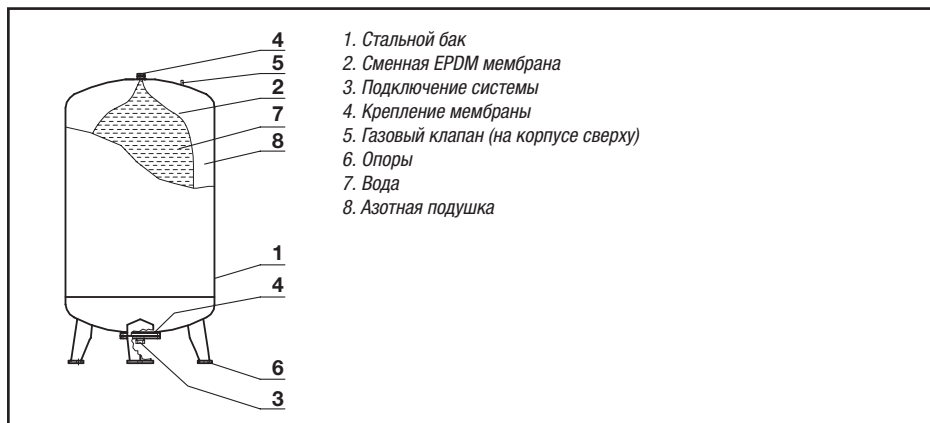 4
5
2
7
8
1
4
6
3
1. Стальной бак
2. Сменная EPDM мембрана
3. Подключение системы
4. Крепление мембраны
5. Газовый клапан (на корпусе сверху)
6. Опоры
7. Вода
8. Азотная подушка